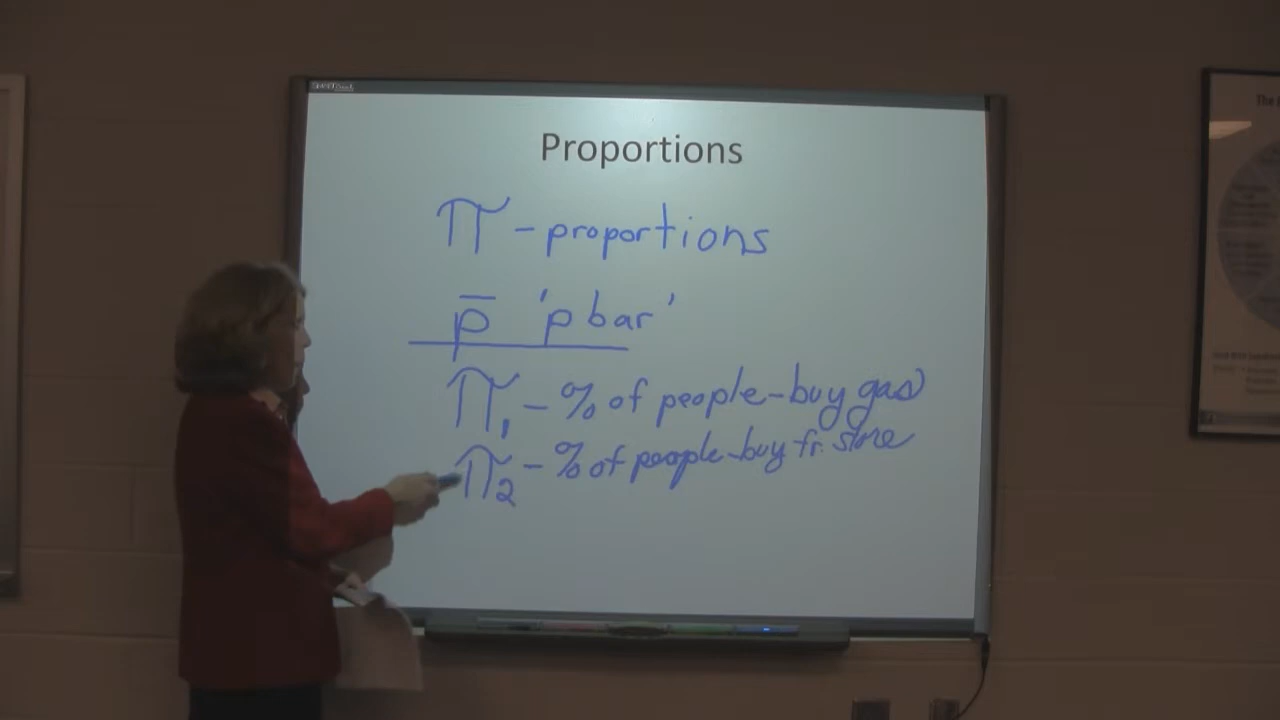 Proportions
π - proportions
p̅ 'p bar'
π₁ - % of people - buy gas
π₂ - % of people - buy fr. store